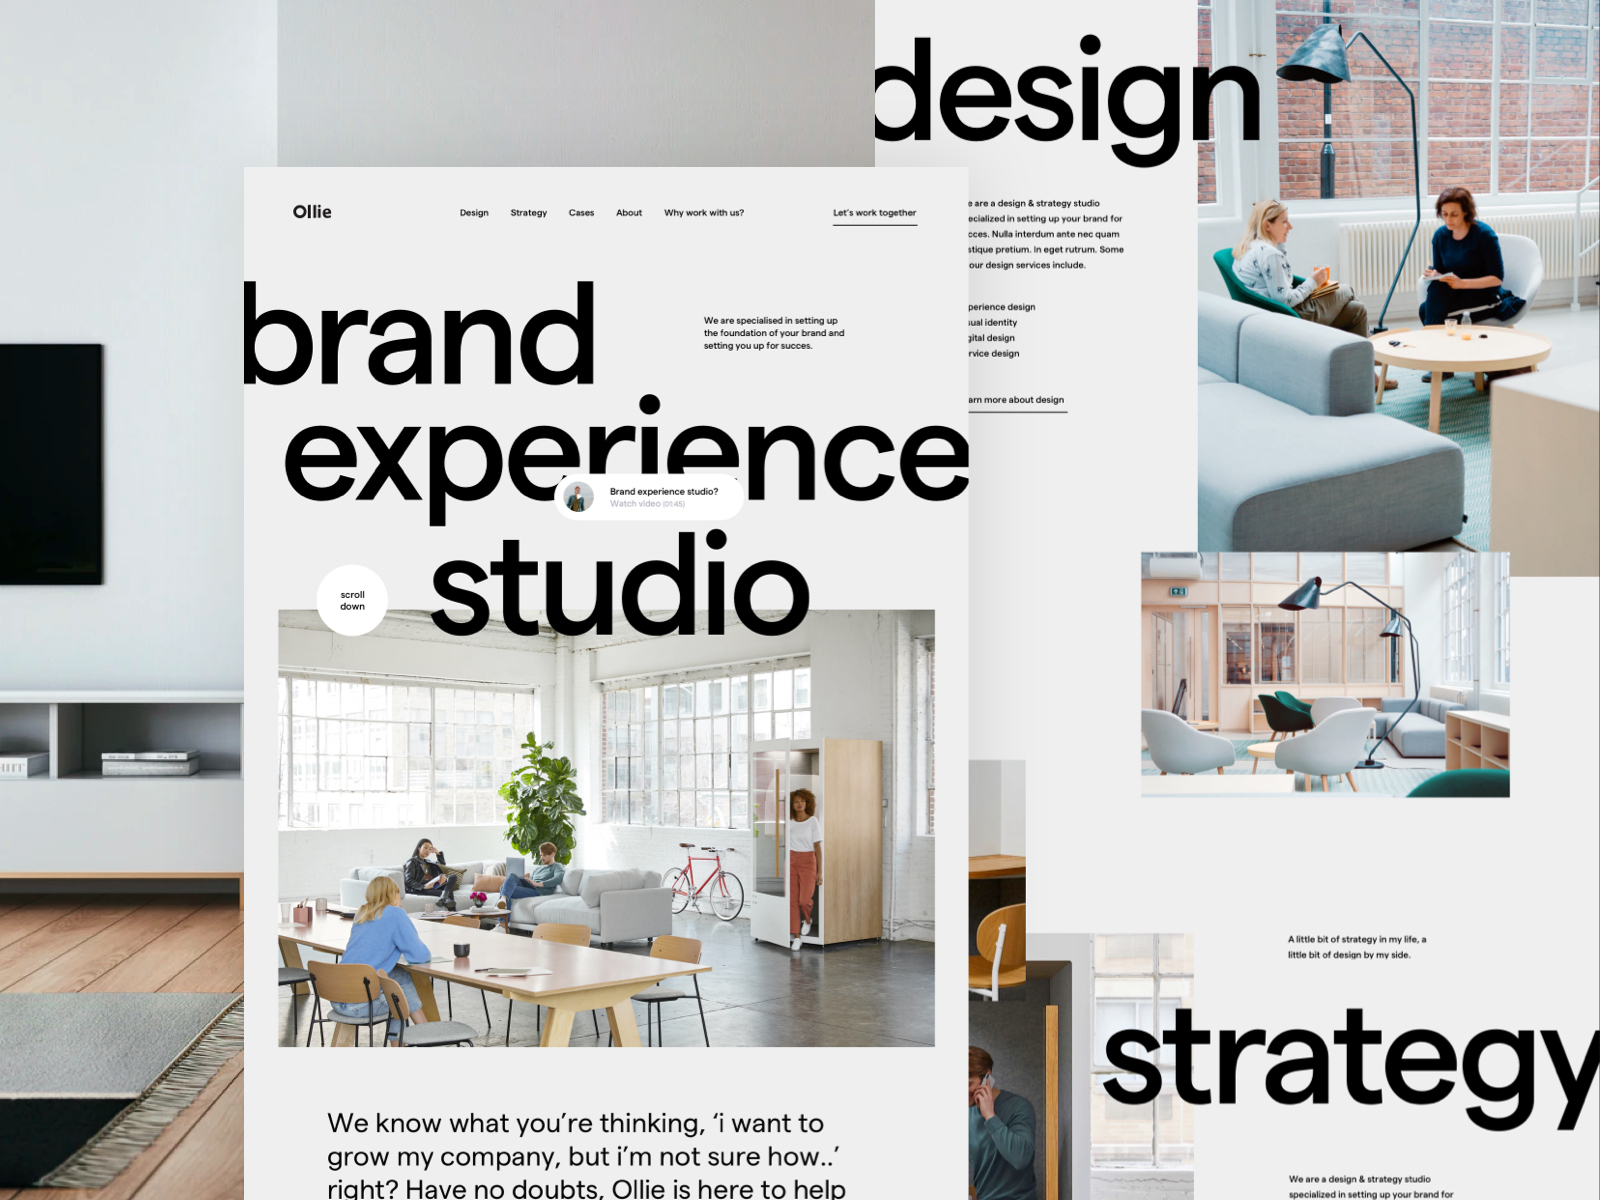 Ollie
Design
Strategy
Cases
About
Why work with us?
Let's work together
brand
experience
studio
We are specialised in setting up
the foundation of your brand and
setting you up for succes.
Brand experience studio?
Watch video (01:45)
scroll
down
We know what you're thinking, 'i want to
grow my company, but i'm not sure how..'
right? Have no doubts, Ollie is here to help
design
e are a design & strategy studio
ecialized in setting up your brand for
cces. Nulla interdum ante nec quam
stique pretium. In eget rutrum. Some
our design services include.
perience design
sual identity
gital design
rvice design
arn more about design
A little bit of strategy in my life, a
little bit of design by my side.
strategy
We are a design & strategy studio
specialized in setting up your brand for